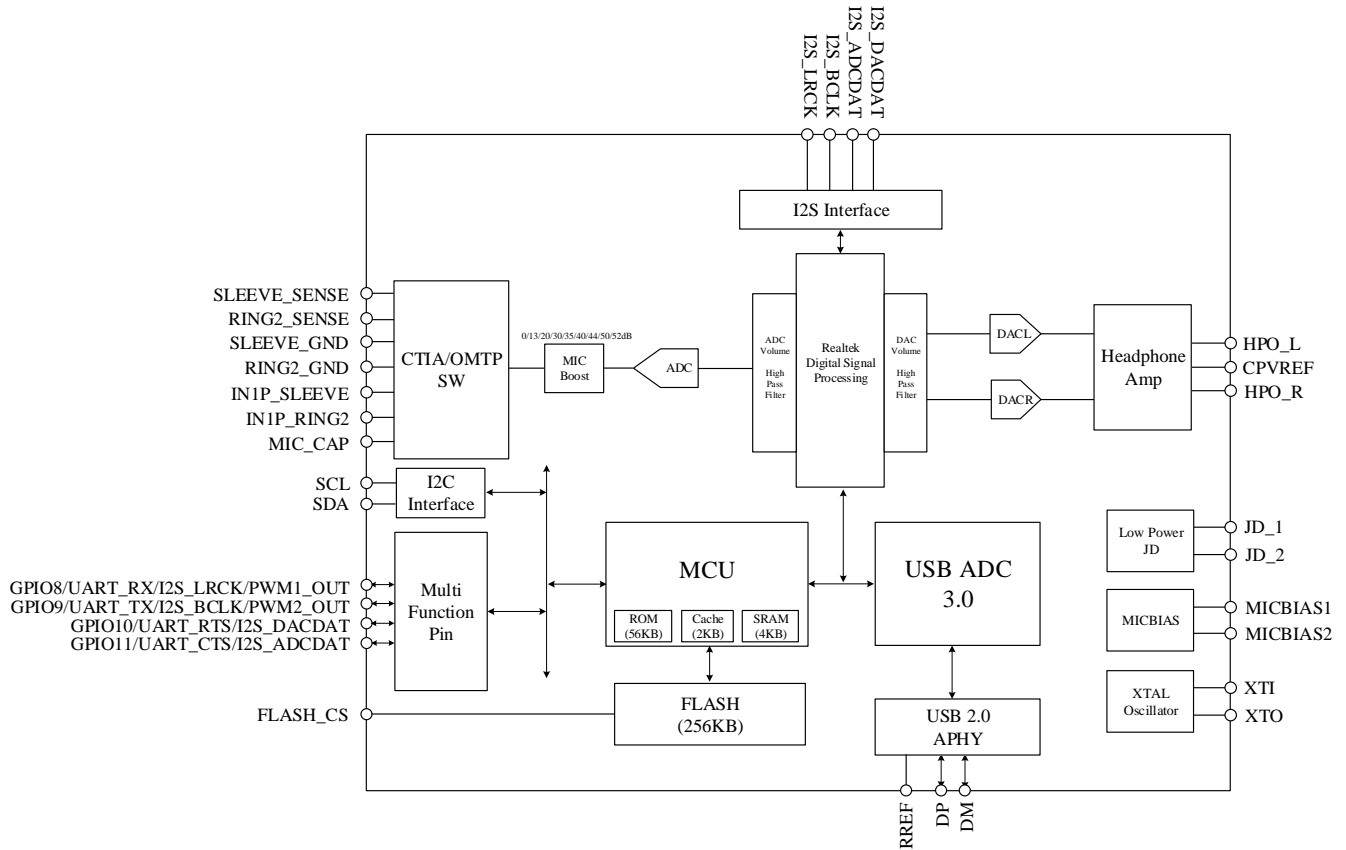 I2S_LRCK
I2S_BCLK
I2S_ADCDAT
I2S_DACDAT
I2S Interface
SLEEVE_SENSE
RING2_SENSE
SLEEVE_GND
RING2_GND
IN1P_SLEEVE
IN1P_RING2
MIC_CAP
CTIA/OMTP
SW
0/13/20/30/35/40/44/50/52dB
MIC
Boost
ADC
ADC
Volume
High
Pass
Filter
Realtek
Digital Signal
Processing
DAC
Volume
High
Pass
Filter
DACL
DACR
Headphone
Amp
HPO_L
CPVREF
HPO_R
SCL
SDA
I2C
Interface
GPIO8/UART_RX/I2S_LRCK/PWM1_OUT
GPIO9/UART_TX/I2S_BCLK/PWM2_OUT
GPIO10/UART_RTS/I2S_DACDAT
GPIO11/UART_CTS/I2S_ADCDAT
Multi
Function
Pin
MCU
ROM
(56KB)
Cache
(2KB)
SRAM
(4KB)
USB ADC
3.0
Low Power
JD
JD_1
JD_2
MICBIAS
MICBIAS1
MICBIAS2
XTAL
Oscillator
XTI
XTO
FLASH_CS
FLASH
(256KB)
USB 2.0
APHY
RREF
DP
DM